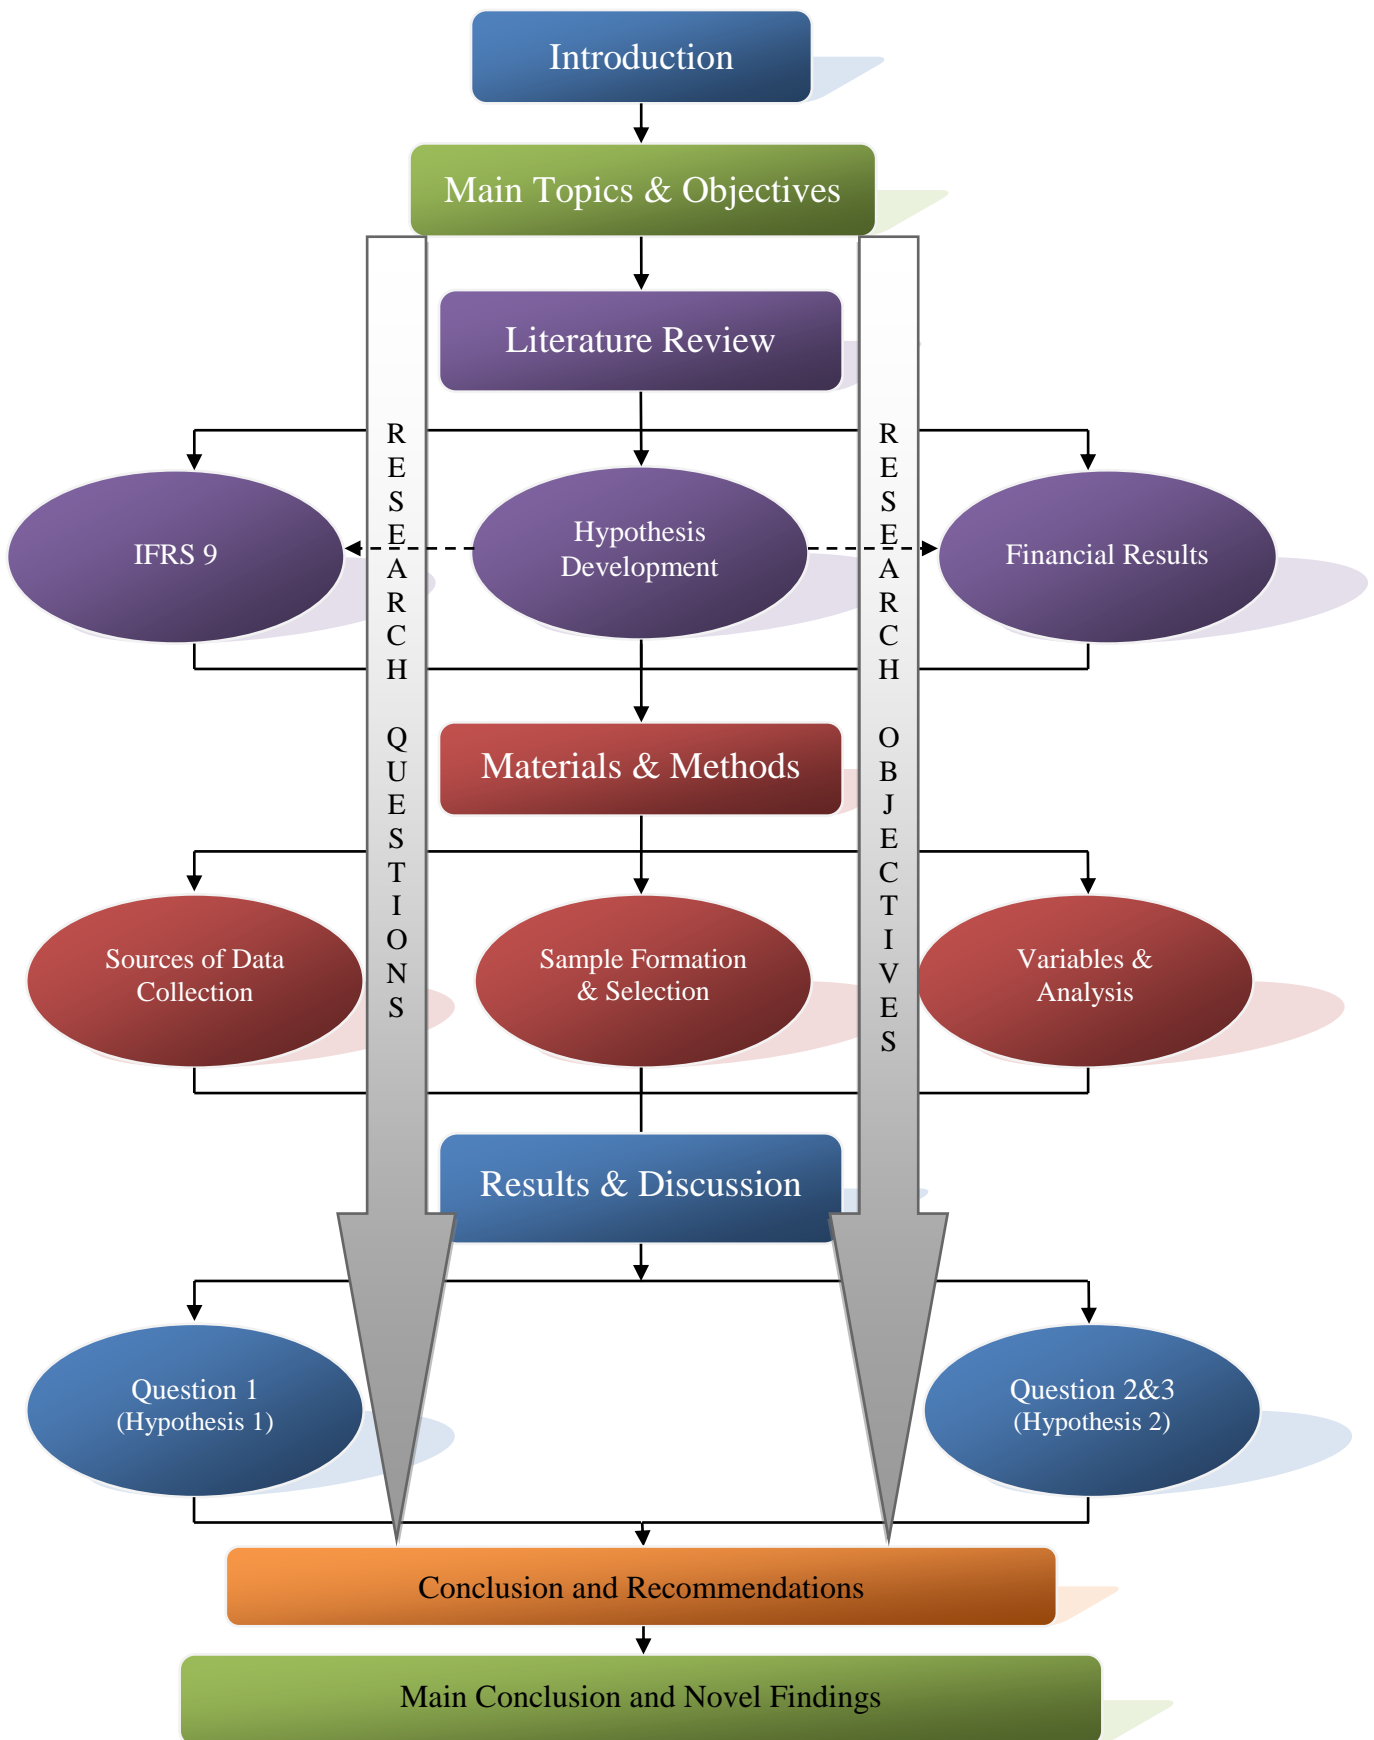 Introduction
Main Topics & Objectives
Literature Review
RESEARCH QUESTIONS
RESEARCH OBJECTIVES
IFRS 9
Hypothesis
Development
Financial Results
Materials & Methods
Sources of Data
Collection
Sample Formation
& Selection
Variables &
Analysis
Results & Discussion
Question 1
(Hypothesis 1)
Question 2&3
(Hypothesis 2)
Conclusion and Recommendations
Main Conclusion and Novel Findings